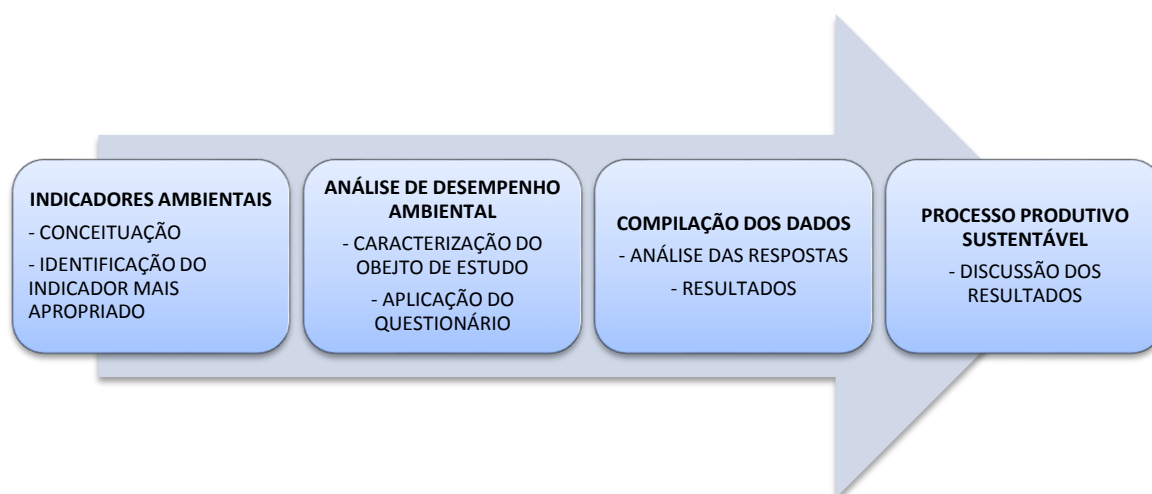 INDICADORES AMBIENTAIS
- CONCEITUAÇÃO
- IDENTIFICAÇÃO DO
INDICADOR MAIS
APROPRIADO
ANÁLISE DE DESEMPENHO
AMBIENTAL
- CARACTERIZAÇÃO DO
OBEJTO DE ESTUDO
- APLICAÇÃO DO
QUESTIONÁRIO
COMPILAÇÃO DOS DADOS
- ANÁLISE DAS RESPOSTAS
- RESULTADOS
PROCESSO PRODUTIVO
SUSTENTÁVEL
- DISCUSSÃO DOS
RESULTADOS